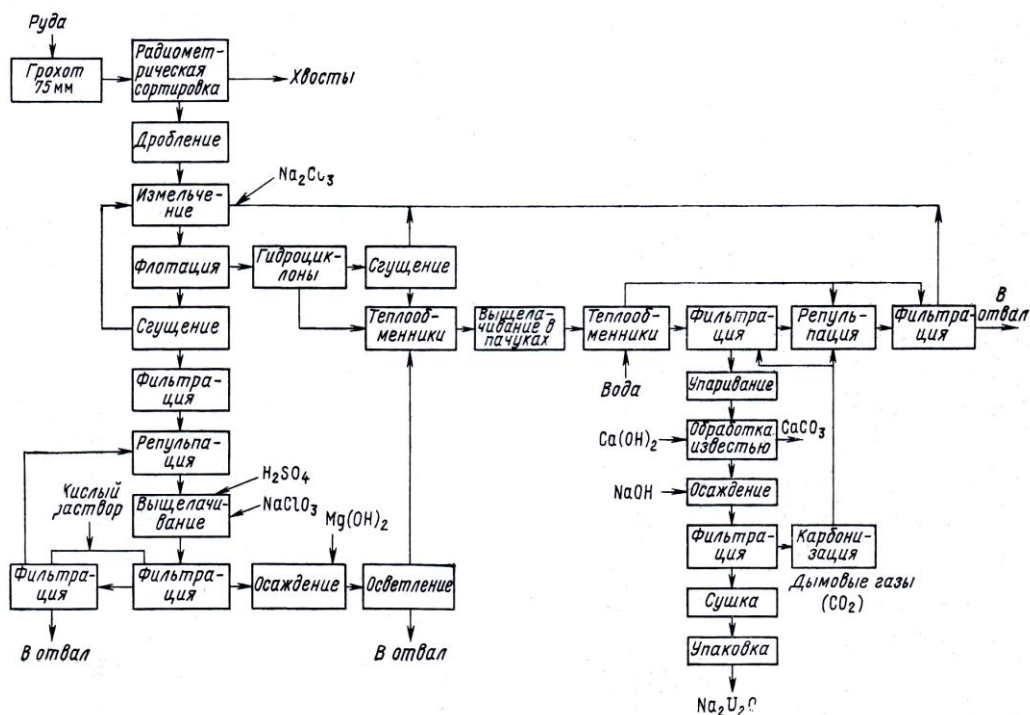 Руда
Грохот
75 мм
Радиомет-
рическая
сортировка
Хвосты
Дробление
Измельче-
ние
Флотация
Гидроцик-
лоны
Сгущение
Сгущение
Теплооб-
менники
Выщела-
чивание в
пачуках
Теплооб-
менники
Вода
Фильтра-
ция
Репуль-
пация
Фильтра-
ция
В
отвал
Фильтра-
ция
Репульпа-
ция
Упаривание
Ca(OH)₂
Обработка
известью
CaCO₃
NaOH
Осаждение
H₂SO₄
Выщелачи-
вание
NaClO₃
Кислый
раствор
Mg(OH)₂
Фильтра-
ция
Фильтра-
ция
Осаждение
Осветление
В отвал
В отвал
Фильтра-
ция
Карбони-
зация
Дымовые газы
(CO₂)
Сушка
Упаковка